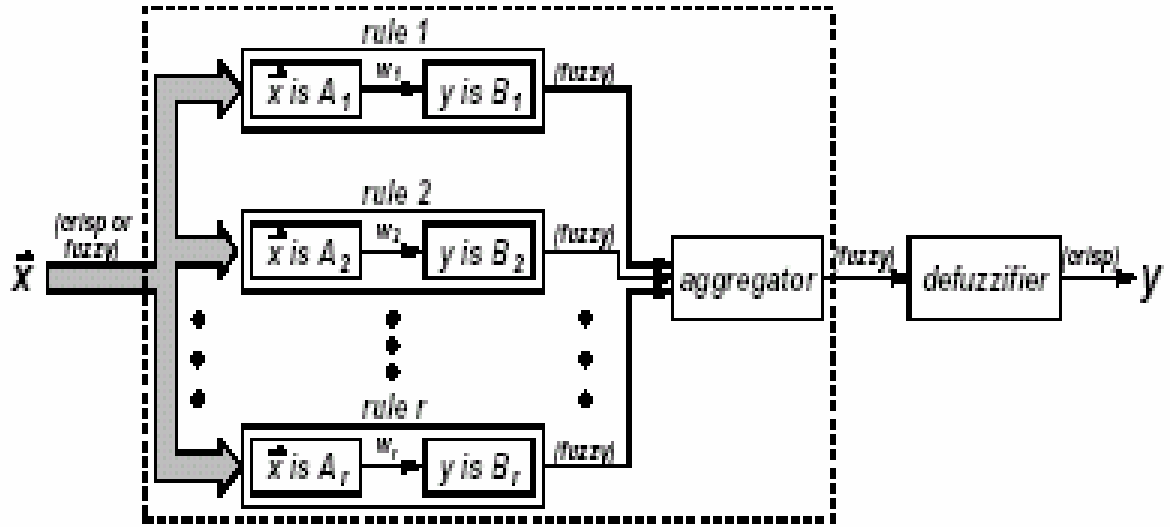 rule 1
x⃗ is A₁
w₁
y is B₁
(fuzzy)
rule 2
(crisp or
fuzzy)
x⃗
x⃗ is A₂
w₂
y is B₂
(fuzzy)
aggregator
(fuzzy)
defuzzifier
(crisp)
y
rule r
x⃗ is Aᵣ
wᵣ
y is Bᵣ
(fuzzy)